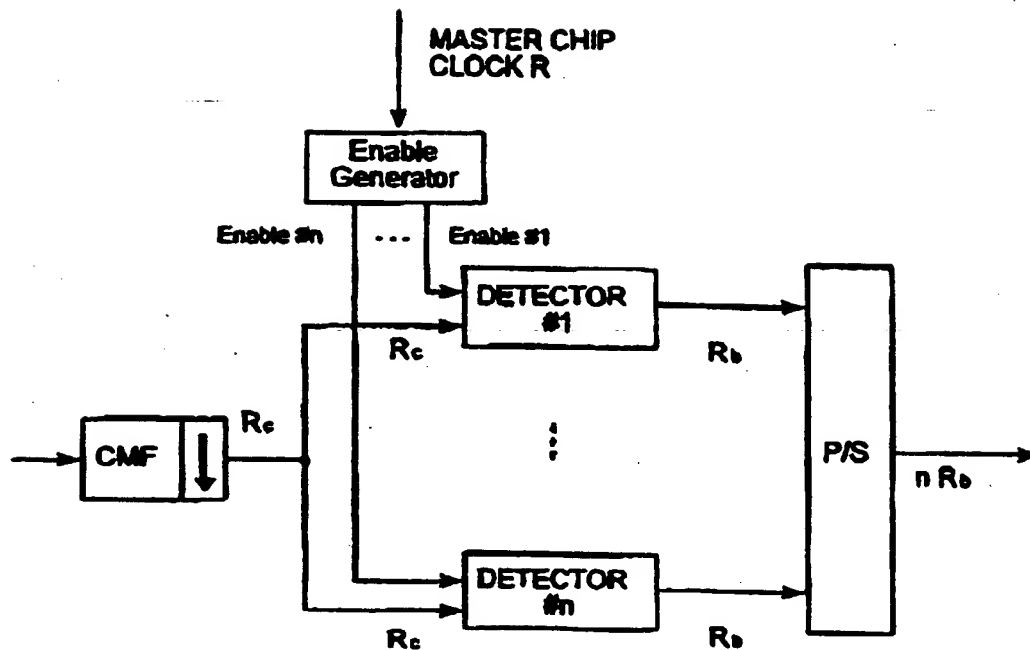 MASTER CHIP
CLOCK R
Enable
Generator
Enable #n
...
Enable #1
DETECTOR
#1
Rc
Rb
CMF
Rc
P/S
n Rb
DETECTOR
#n
Rc
Rb